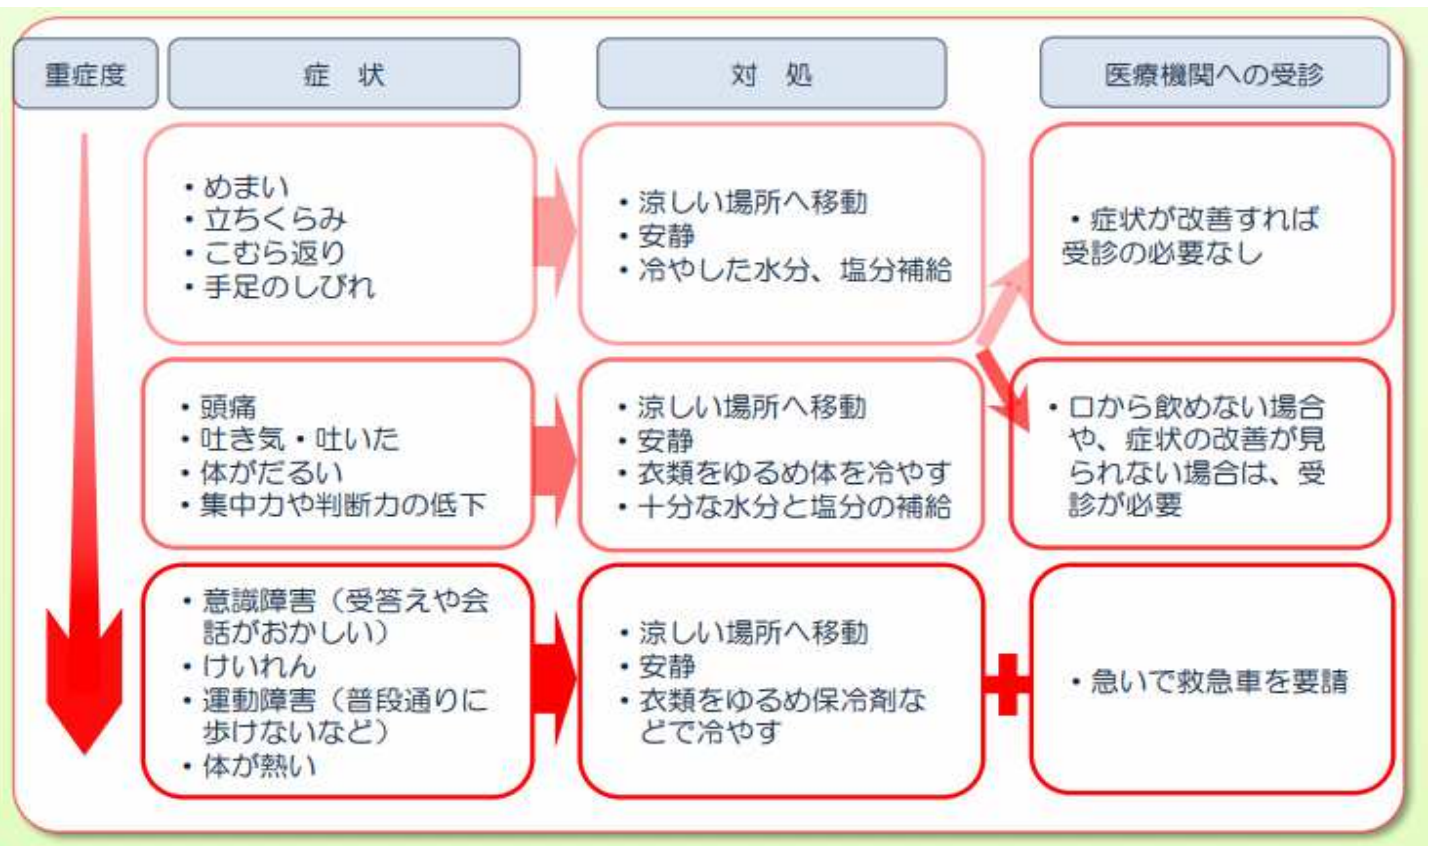 重症度
症 状
対 処
医療機関への受診
・めまい
・立ちくらみ
・こむら返り
・手足のしびれ
・涼しい場所へ移動
・安静
・冷やした水分、塩分補給
・症状が改善すれば
受診の必要なし
・頭痛
・吐き気・吐いた
・体がだるい
・集中力や判断力の低下
・涼しい場所へ移動
・安静
・衣類をゆるめ体を冷やす
・十分な水分と塩分の補給
・口から飲めない場合
や、症状の改善が見
られない場合は、受
診が必要
・意識障害（受答えや会
話がおかしい）
・けいれん
・運動障害（普段通りに
歩けないなど）
・体が熱い
・涼しい場所へ移動
・安静
・衣類をゆるめ保冷剤な
どで冷やす
・急いで救急車を要請